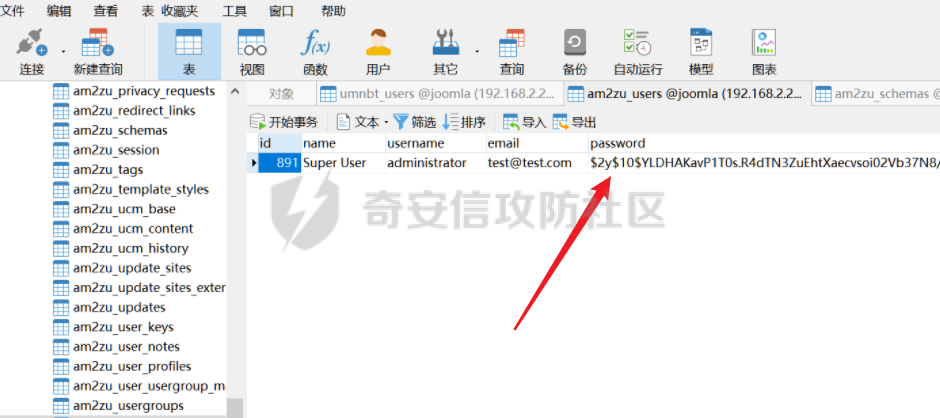 文件 编辑 查看 表 收藏夹 工具 窗口 帮助
连接 新建查询 表 视图 f(x) 函数 用户 其它 查询 备份 自动运行 模型 图表
对象 umnbt_users @joomla (192.168.2.2... am2zu_users @joomla (192.168.2.2... am2zu_schemas @
开始事务 文本 筛选 排序 导入 导出
id name username email password
891 Super User administrator test@test.com $2y$10$YLDHAKavP1T0s.R4dTN3ZuEhtXaecvsoi02Vb37N8/
奇安信攻防社区
am2zu_privacy_requests
am2zu_redirect_links
am2zu_schemas
am2zu_session
am2zu_tags
am2zu_template_styles
am2zu_ucm_base
am2zu_ucm_content
am2zu_ucm_history
am2zu_update_sites
am2zu_update_sites_exter
am2zu_updates
am2zu_user_keys
am2zu_user_notes
am2zu_user_profiles
am2zu_user_usergroup_ma
am2zu_usergroups